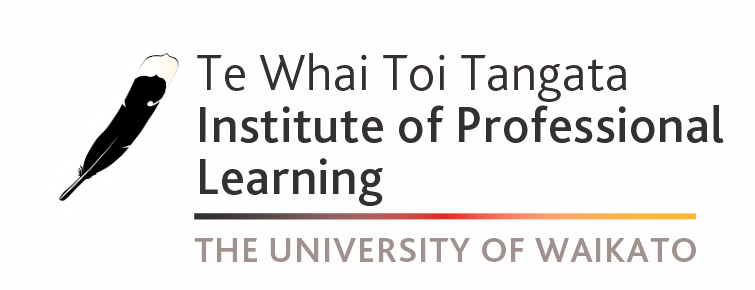 Te Whai Toi Tangata
Institute of Professional
Learning
THE UNIVERSITY OF WAIKATO